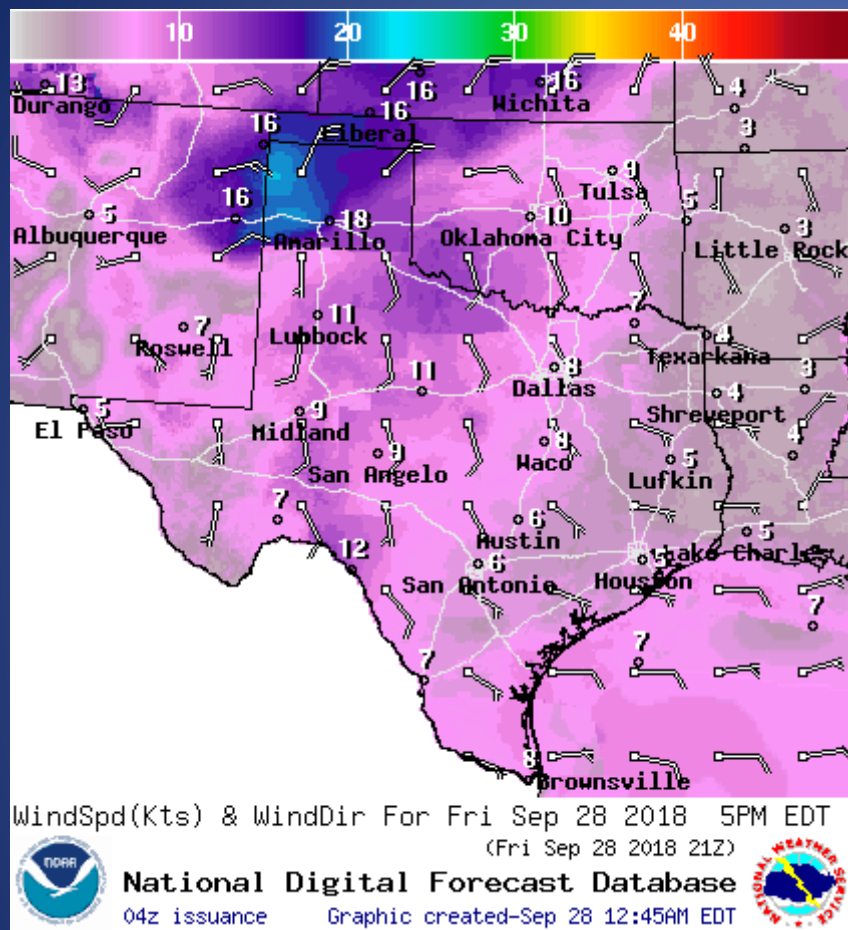 10 20 30 40
13 16 16 4
Durango Wichita
16 16 3
Liberal
9
Tulsa
5 16 18 10 5 3
Albuquerque Amarillo Oklahoma City Little Rock
7 11 7 4
Roswell Lubbock Texarkana
8
11 Dallas 4 3
5 9 Shreveport
El Paso Midland
9 8 5 4
San Angelo Waco Lufkin
7 6 5
Austin
12 6 Lake Charles
San Antonio Houston
7
7 7
8
Brownsville
WindSpd(Kts) & WindDir For Fri Sep 28 2018 5PM EDT
(Fri Sep 28 2018 21Z)
NOAA
National Digital Forecast Database
04z issuance Graphic created-Sep 28 12:45AM EDT
NATIONAL WEATHER SERVICE